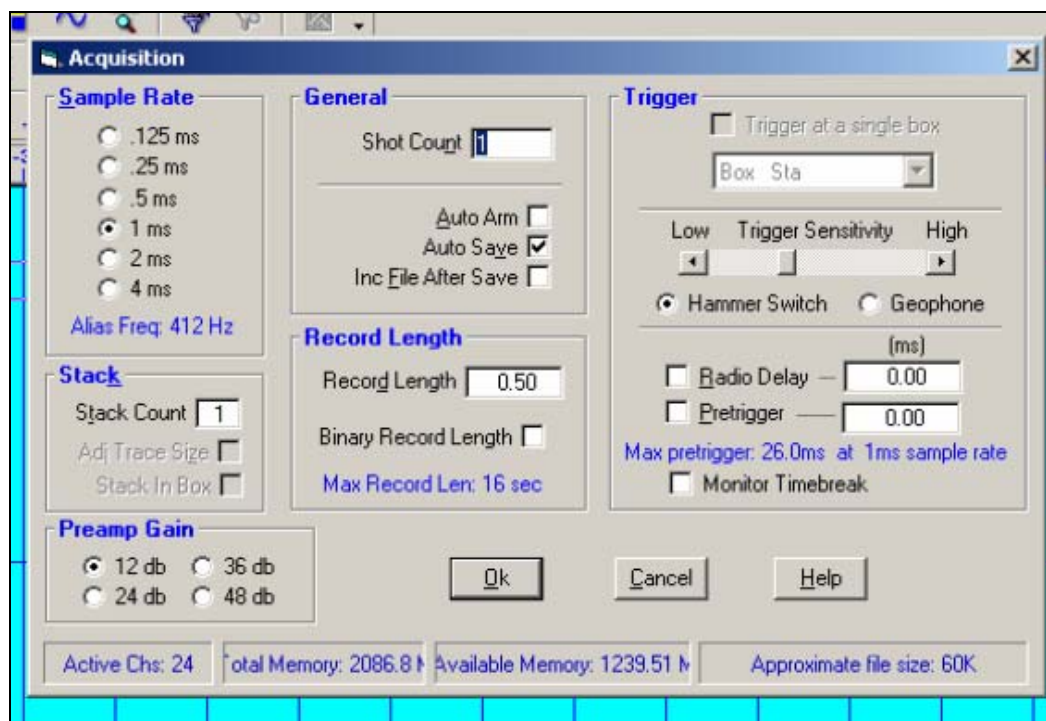 Acquisition
Sample Rate
.125 ms
.25 ms
.5 ms
1 ms
2 ms
4 ms
Alias Freq: 412 Hz
Stack
Stack Count 1
Adj Trace Size
Stack In Box
Preamp Gain
12 db 36 db
24 db 48 db
General
Shot Count 1
Auto Arm
Auto Save
Inc File After Save
Record Length
Record Length 0.50
Binary Record Length
Max Record Len: 16 sec
Trigger
Trigger at a single box
Box Sta
Low Trigger Sensitivity High
Hammer Switch Geophone
(ms)
Radio Delay 0.00
Pretrigger 0.00
Max pretrigger: 26.0ms at 1ms sample rate
Monitor Timebreak
Ok Cancel Help
Active Chs: 24 otal Memory: 2086.8 M Available Memory: 1239.51 M Approximate file size: 60K